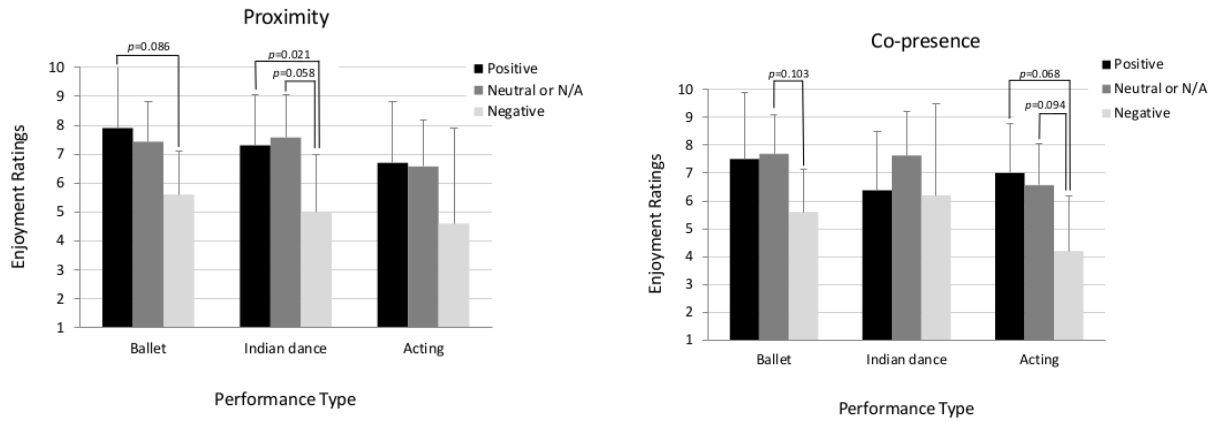 Proximity
p=0.086
p=0.021
p=0.058
10
9
8
7
6
5
4
3
2
1
Enjoyment Ratings
Positive
Neutral or N/A
Negative
Ballet
Indian dance
Acting
Performance Type
Co-presence
p=0.103
p=0.068
p=0.094
10
9
8
7
6
5
4
3
2
1
Enjoyment Ratings
Positive
Neutral or N/A
Negative
Ballet
Indian dance
Acting
Performance Type